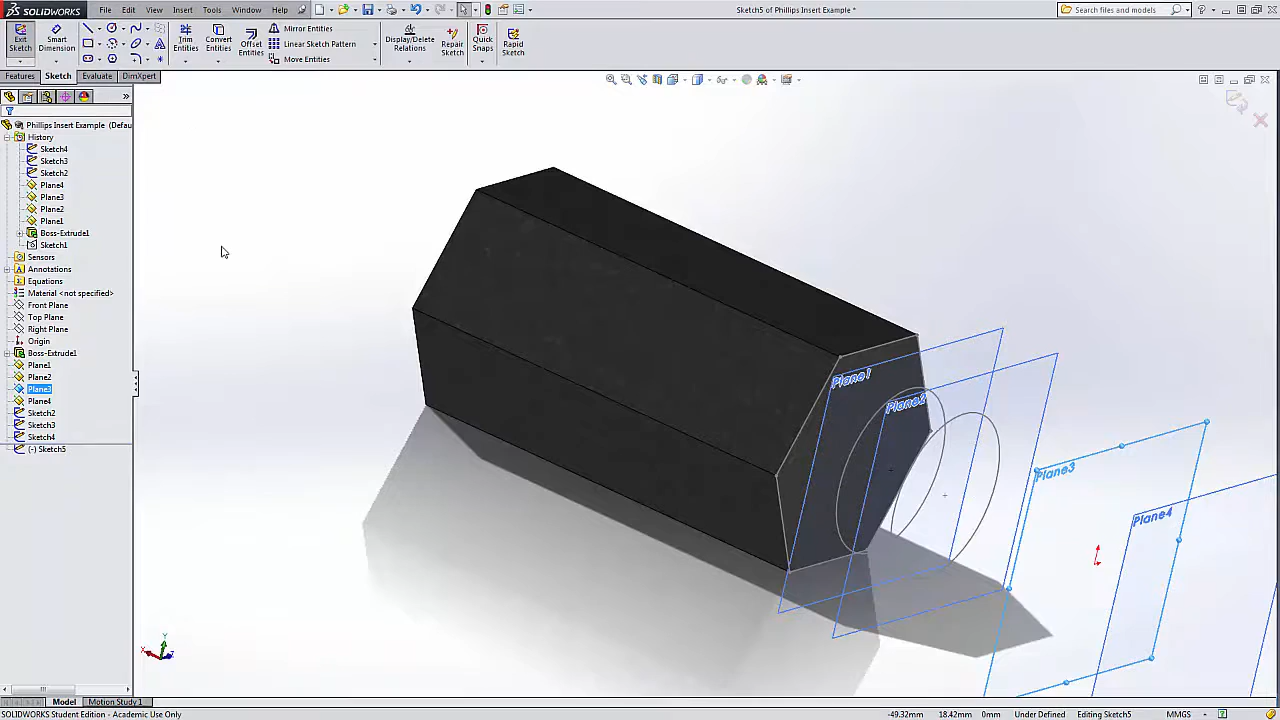 SOLIDWORKS File Edit View Insert Tools Window Help Sketch5 of Phillips Insert Example * Search files and models
Exit Sketch
Smart Dimension
Trim Entities
Convert Entities
Offset Entities
Mirror Entities
Linear Sketch Pattern
Move Entities
Display/Delete Relations
Repair Sketch
Quick Snaps
Rapid Sketch
Features Sketch Evaluate DimXpert
Phillips Insert Example (Defau
History
Sketch4
Sketch3
Sketch2
Plane4
Plane3
Plane2
Plane1
Boss-Extrude1
Sketch1
Sensors
Annotations
Equations
Material <not specified>
Front Plane
Top Plane
Right Plane
Origin
Boss-Extrude1
Plane1
Plane2
Plane3
Plane4
Sketch2
Sketch3
Sketch4
(-) Sketch5
Plane1
Plane2
Plane3
Plane4
Y
X
Z
Model Motion Study 1
SOLIDWORKS Student Edition - Academic Use Only -49.32mm 18.42mm 0mm Under Defined Editing Sketch5 MMGS